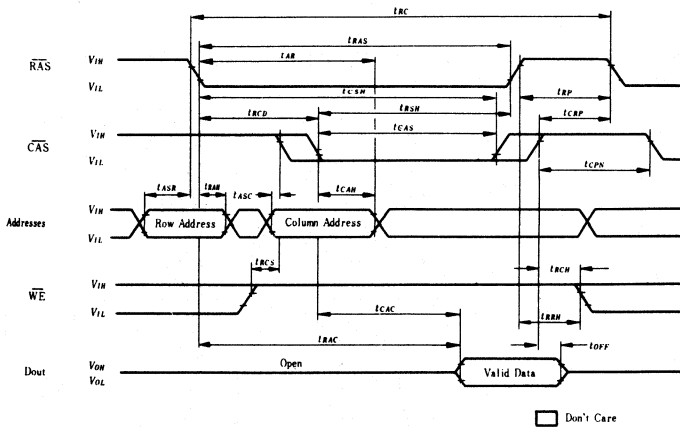 tRC
tRAS
tAR
RAS
VIH
VIL
tCSH
tRP
tRCD
tRSH
tCRP
CAS
VIH
VIL
tCAS
tCPN
tASR
tRAH
tASC
tCAH
Addresses
VIH
VIL
Row Address
Column Address
tRCS
tRCH
WE
VIH
VIL
tCAC
tRRH
tRAC
tOFF
Dout
VOH
VOL
Open
Valid Data
Don't Care